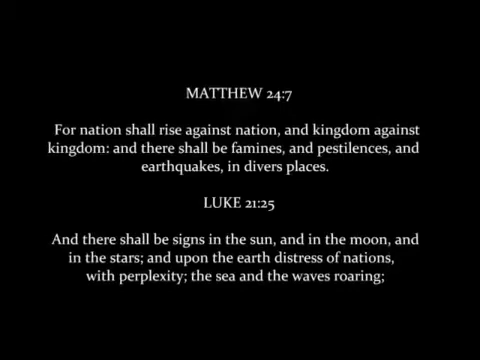 MATTHEW 24:7
For nation shall rise against nation, and kingdom against
kingdom: and there shall be famines, and pestilences, and
earthquakes, in divers places.
LUKE 21:25
And there shall be signs in the sun, and in the moon, and
in the stars; and upon the earth distress of nations,
with perplexity; the sea and the waves roaring;